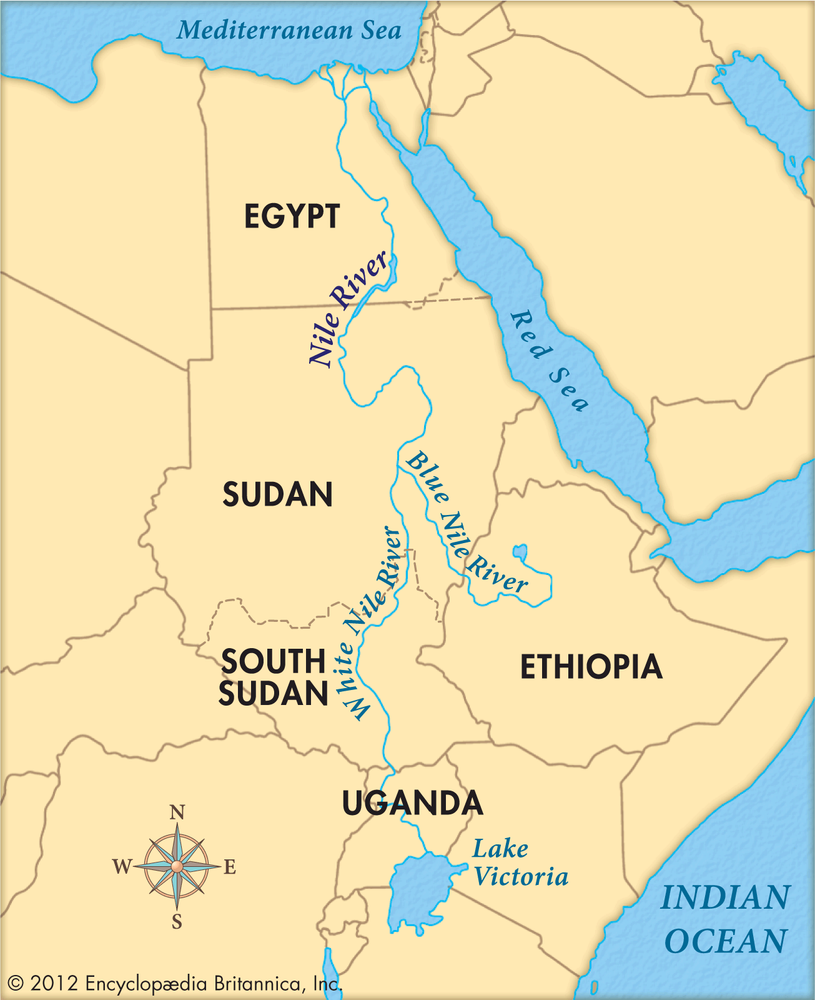 Mediterranean Sea
EGYPT
Nile River
Red Sea
SUDAN
Blue Nile River
White Nile River
SOUTH
SUDAN
ETHIOPIA
UGANDA
N
W
E
S
Lake
Victoria
INDIAN
OCEAN
© 2012 Encyclopædia Britannica, Inc.